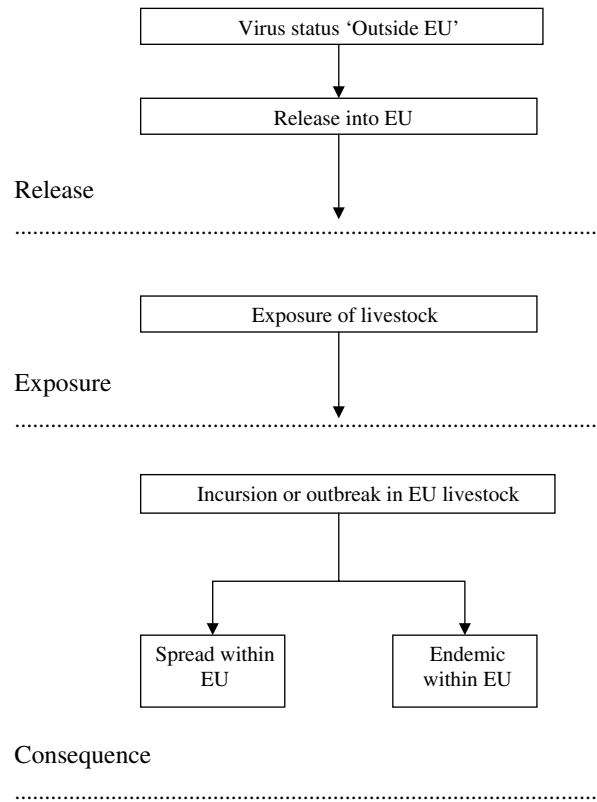 Virus status ‘Outside EU’
Release into EU
Release
Exposure of livestock
Exposure
Incursion or outbreak in EU livestock
Spread within
EU
Endemic
within EU
Consequence